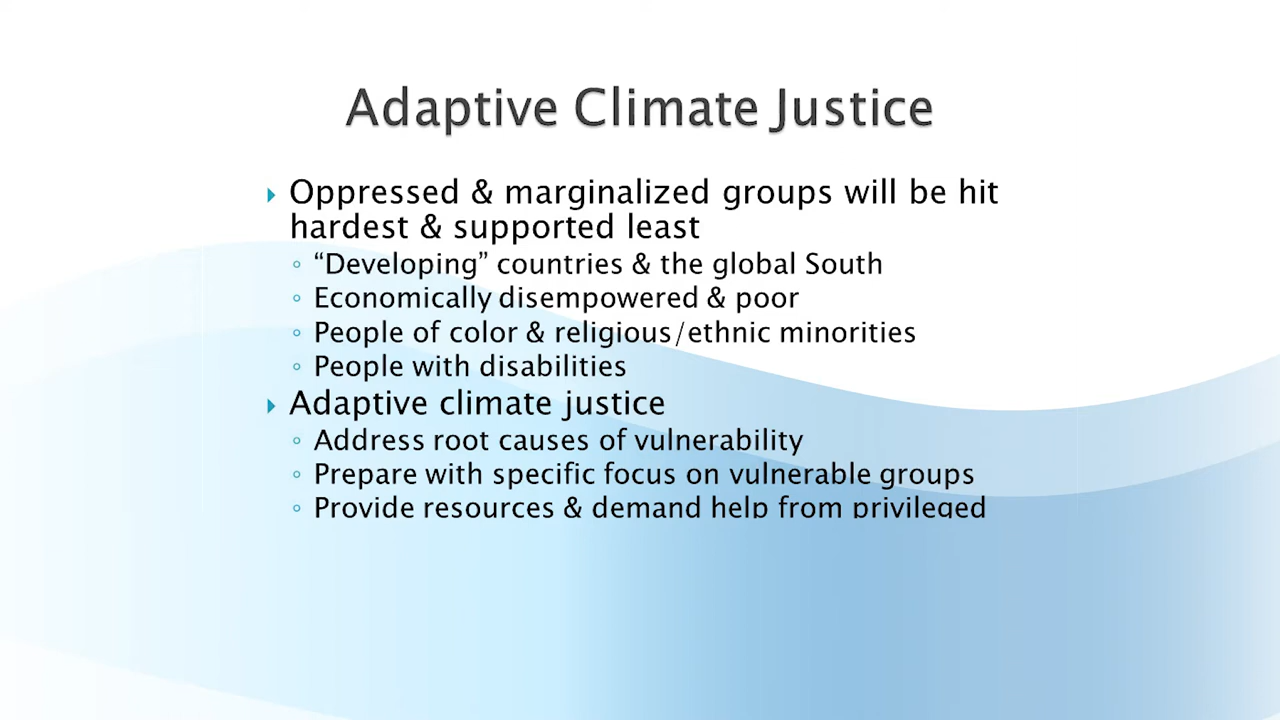 Adaptive Climate Justice
Oppressed & marginalized groups will be hit
hardest & supported least
“Developing” countries & the global South
Economically disempowered & poor
People of color & religious/ethnic minorities
People with disabilities
Adaptive climate justice
Address root causes of vulnerability
Prepare with specific focus on vulnerable groups
Provide resources & demand help from privileged